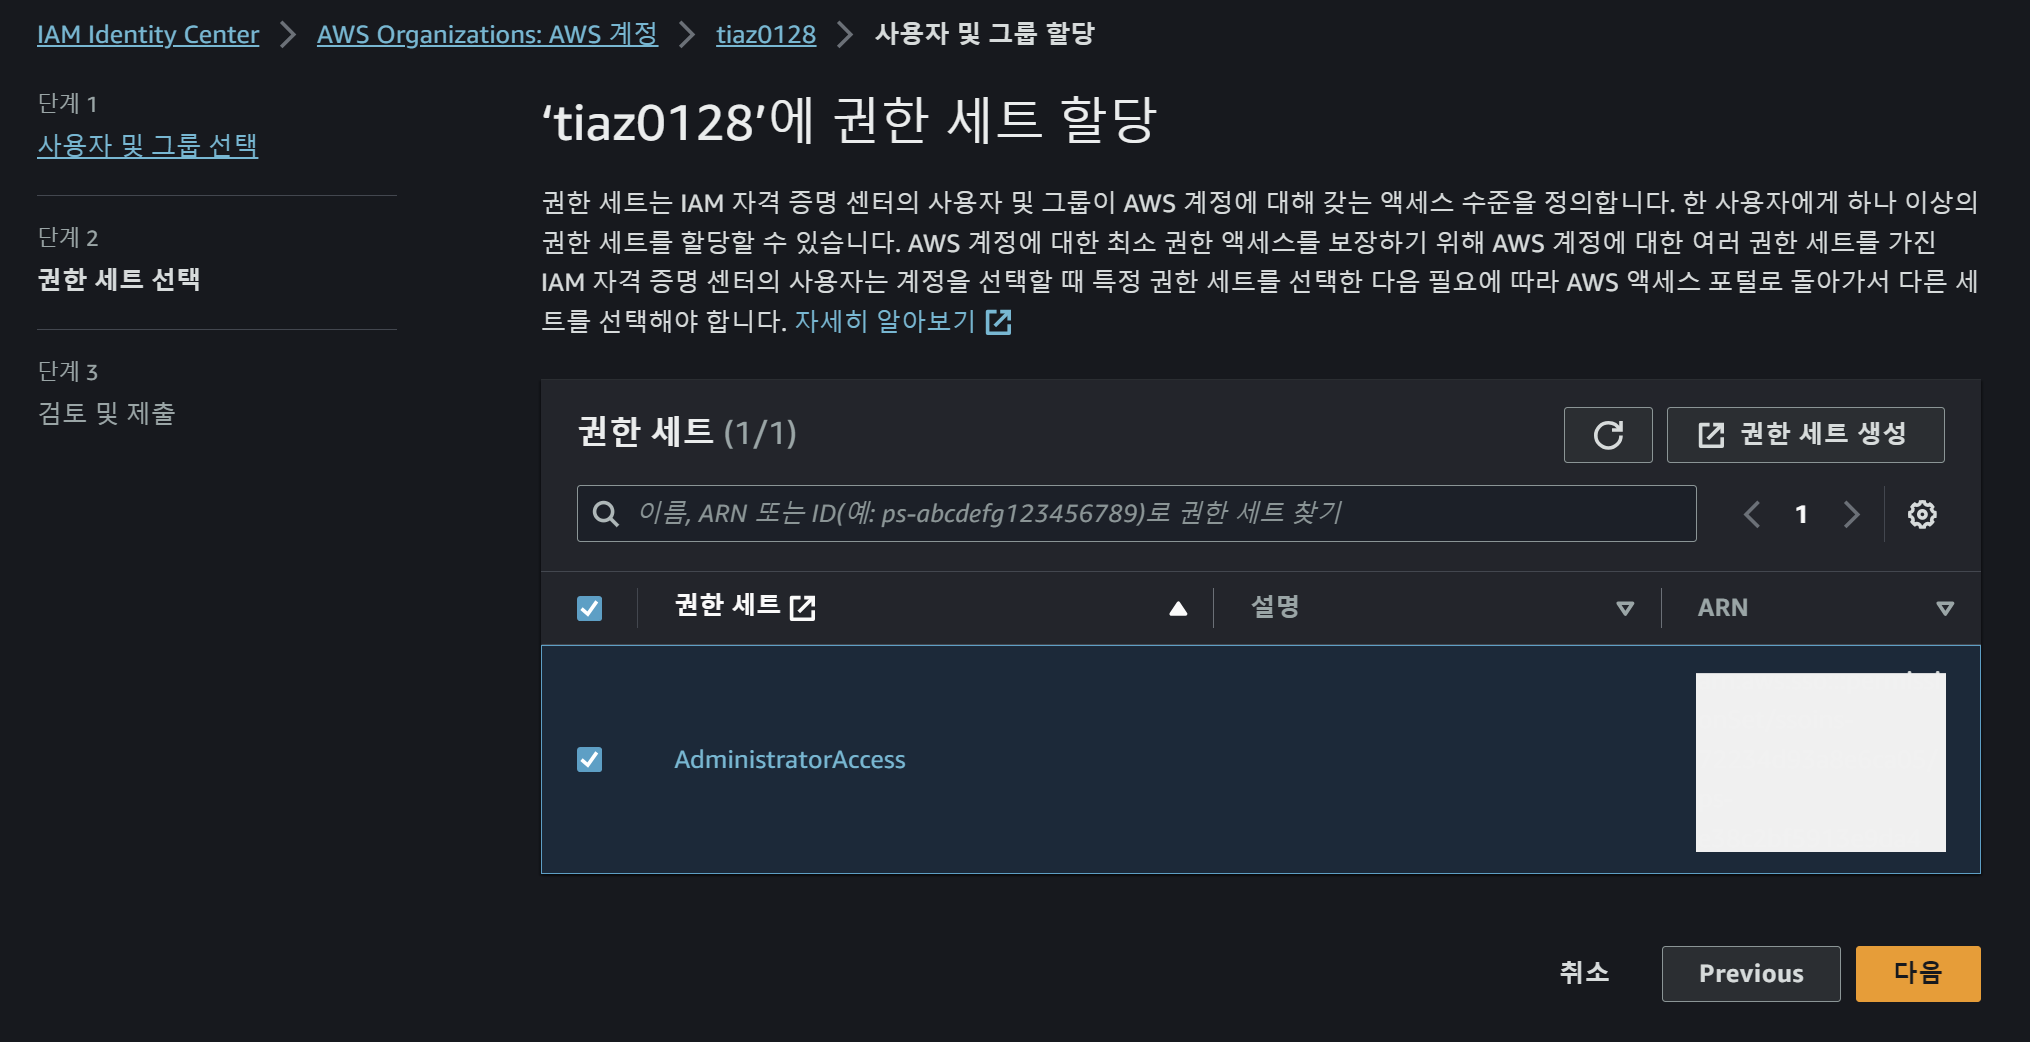 IAM Identity Center > AWS Organizations: AWS 계정 > tiaz0128 > 사용자 및 그룹 할당
단계 1
사용자 및 그룹 선택
단계 2
권한 세트 선택
단계 3
검토 및 제출
‘tiaz0128’에 권한 세트 할당
권한 세트는 IAM 자격 증명 센터의 사용자 및 그룹이 AWS 계정에 대해 갖는 액세스 수준을 정의합니다. 한 사용자에게 하나 이상의
권한 세트를 할당할 수 있습니다. AWS 계정에 대한 최소 권한 액세스를 보장하기 위해 AWS 계정에 대한 여러 권한 세트를 가진
IAM 자격 증명 센터의 사용자는 계정을 선택할 때 특정 권한 세트를 선택한 다음 필요에 따라 AWS 액세스 포털로 돌아가서 다른 세
트를 선택해야 합니다. 자세히 알아보기
권한 세트 (1/1)
권한 세트 생성
이름, ARN 또는 ID(예: ps-abcdefg123456789)로 권한 세트 찾기
1
권한 세트 설명 ARN
AdministratorAccess
취소 Previous 다음